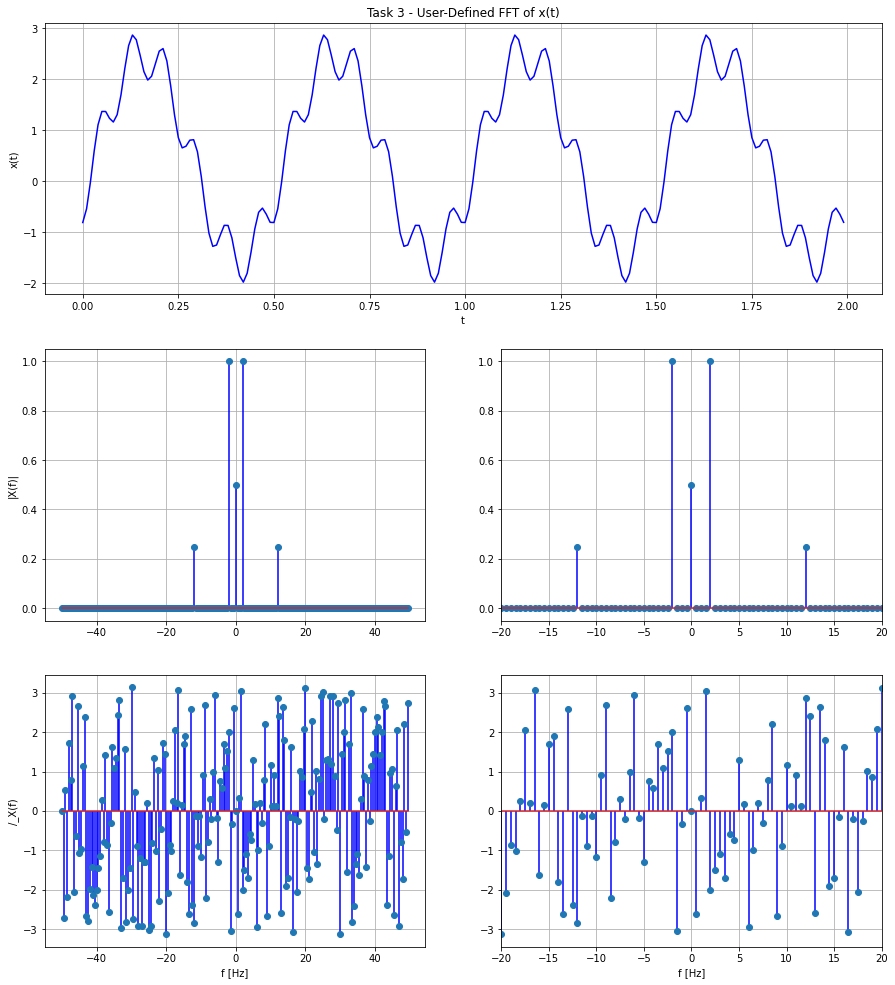 Task 3 - User-Defined FFT of x(t)
3
2
1
0
−1
−2
x(t)
0.00 0.25 0.50 0.75 1.00 1.25 1.50 1.75 2.00
t
1.0
0.8
0.6
0.4
0.2
0.0
|X(f)|
−40 −20 0 20 40
1.0
0.8
0.6
0.4
0.2
0.0
−20 −15 −10 −5 0 5 10 15 20
3
2
1
0
−1
−2
−3
/_X(f)
−40 −20 0 20 40
f [Hz]
3
2
1
0
−1
−2
−3
−20 −15 −10 −5 0 5 10 15 20
f [Hz]